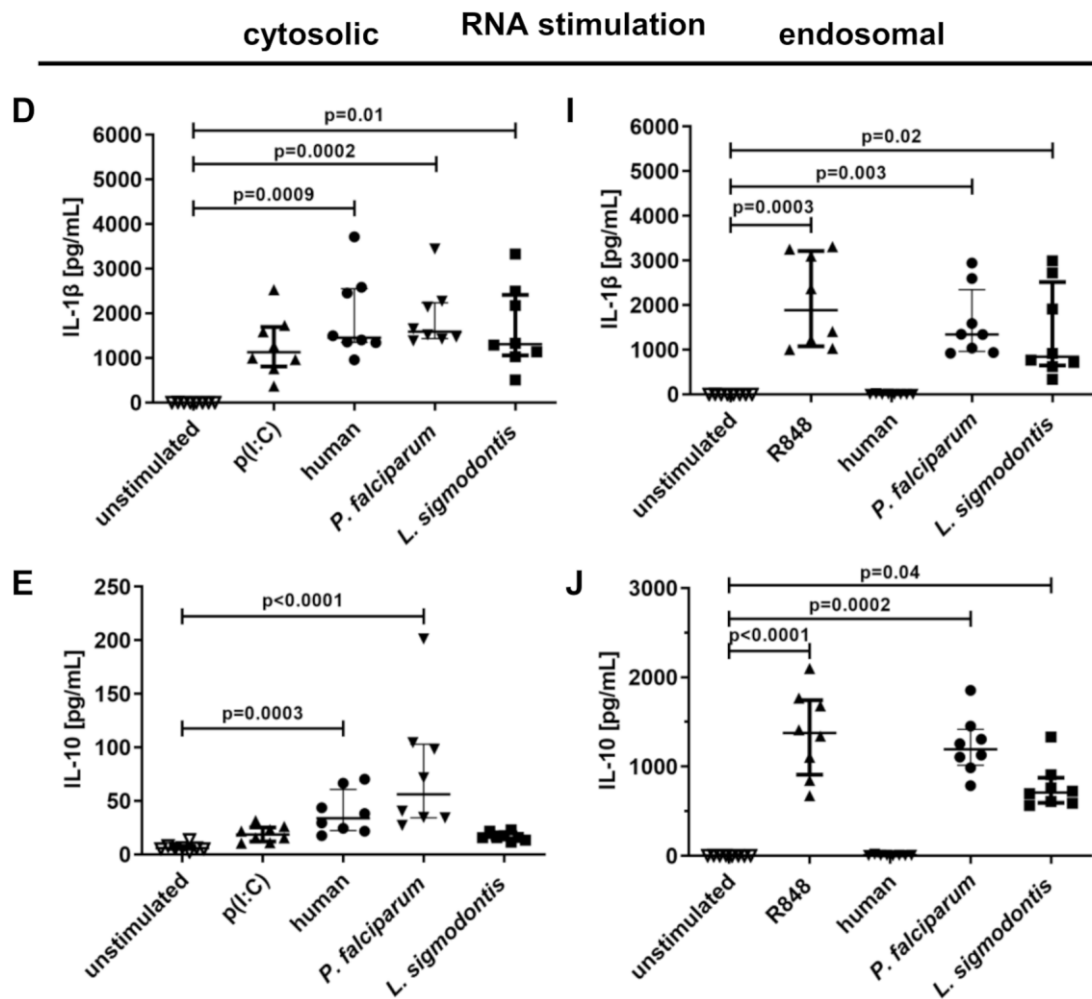 RNA stimulation
cytosolic
endosomal
D
IL-1β [pg/mL]
6000
5000
4000
3000
2000
1000
0
p=0.01
p=0.0002
p=0.0009
unstimulated
p(I:C)
human
P. falciparum
L. sigmodontis
I
IL-1β [pg/mL]
6000
5000
4000
3000
2000
1000
0
p=0.02
p=0.003
p=0.0003
unstimulated
R848
human
P. falciparum
L. sigmodontis
E
IL-10 [pg/mL]
250
200
150
100
50
0
p<0.0001
p=0.0003
unstimulated
p(I:C)
human
P. falciparum
L. sigmodontis
J
IL-10 [pg/mL]
3000
2000
1000
0
p=0.04
p=0.0002
p<0.0001
unstimulated
R848
human
P. falciparum
L. sigmodontis